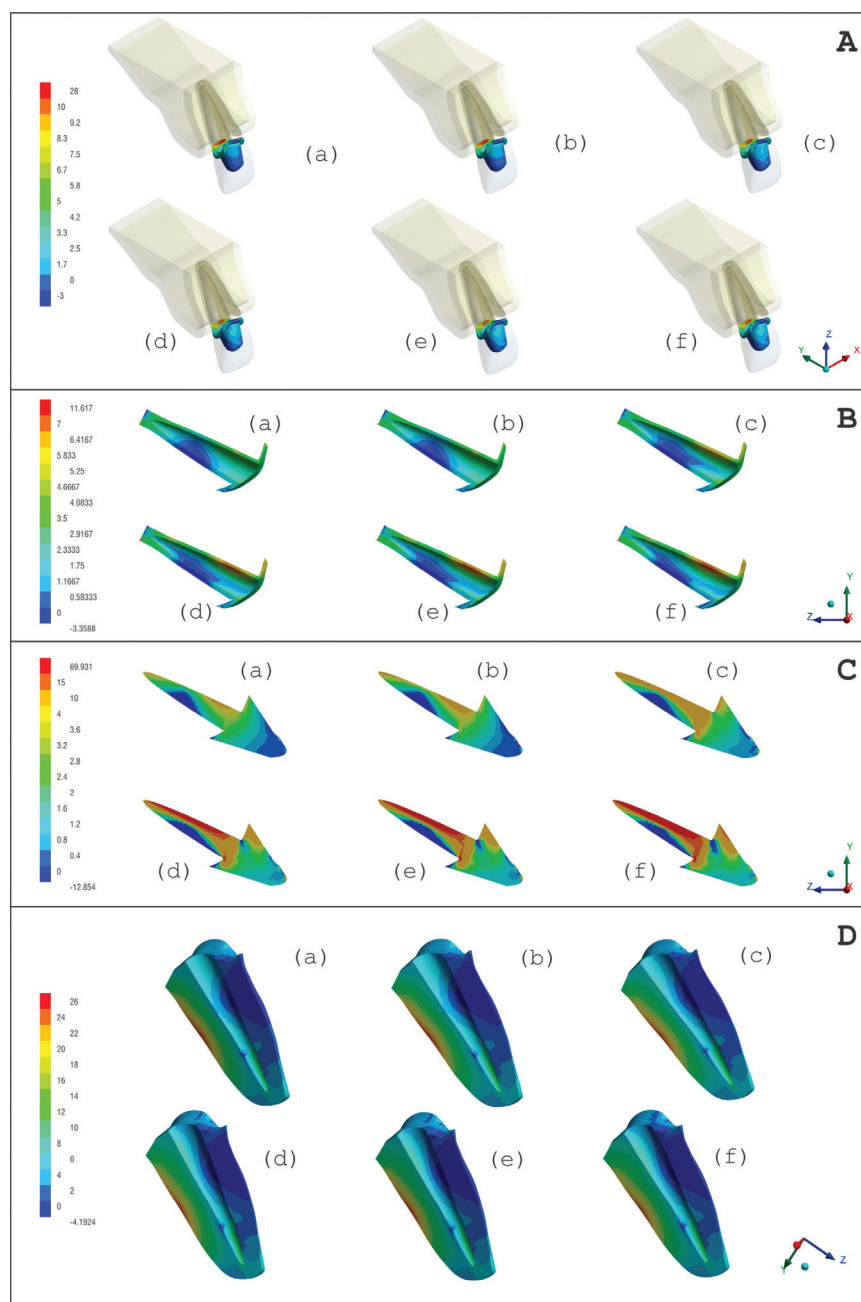 A
28
10
9.2
8.3
7.5
6.7
5.8
5
4.2
3.3
2.5
1.7
0
-3
(a)
(b)
(c)
(d)
(e)
(f)
Z
Y
X
B
11.617
7
6.4167
5.833
5.25
4.6667
4.0833
3.5
2.9167
2.3333
1.75
1.1667
0.58333
0
-3.3588
(a)
(b)
(c)
(d)
(e)
(f)
Y
Z
X
C
69.931
15
10
4
3.6
3.2
2.8
2.4
2
1.6
1.2
0.8
0.4
0
-12.854
(a)
(b)
(c)
(d)
(e)
(f)
Y
Z
X
D
26
24
22
20
18
16
14
12
10
8
6
4
2
0
-4.1924
(a)
(b)
(c)
(d)
(e)
(f)
Y
Z